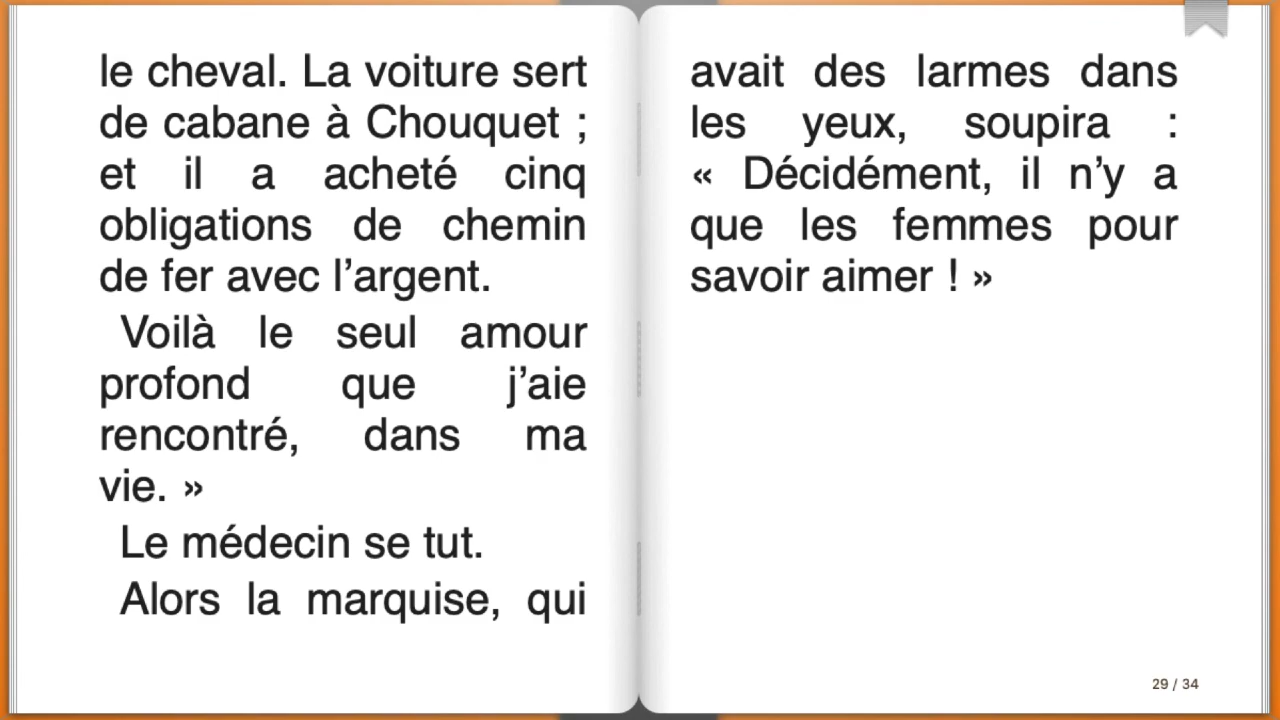 le cheval. La voiture sert
de cabane à Chouquet ;
et il a acheté cinq
obligations de chemin
de fer avec l’argent.
Voilà le seul amour
profond que j’aie
rencontré, dans ma
vie. »
Le médecin se tut.
Alors la marquise, qui
avait des larmes dans
les yeux, soupira :
« Décidément, il n’y a
que les femmes pour
savoir aimer ! »
29 / 34